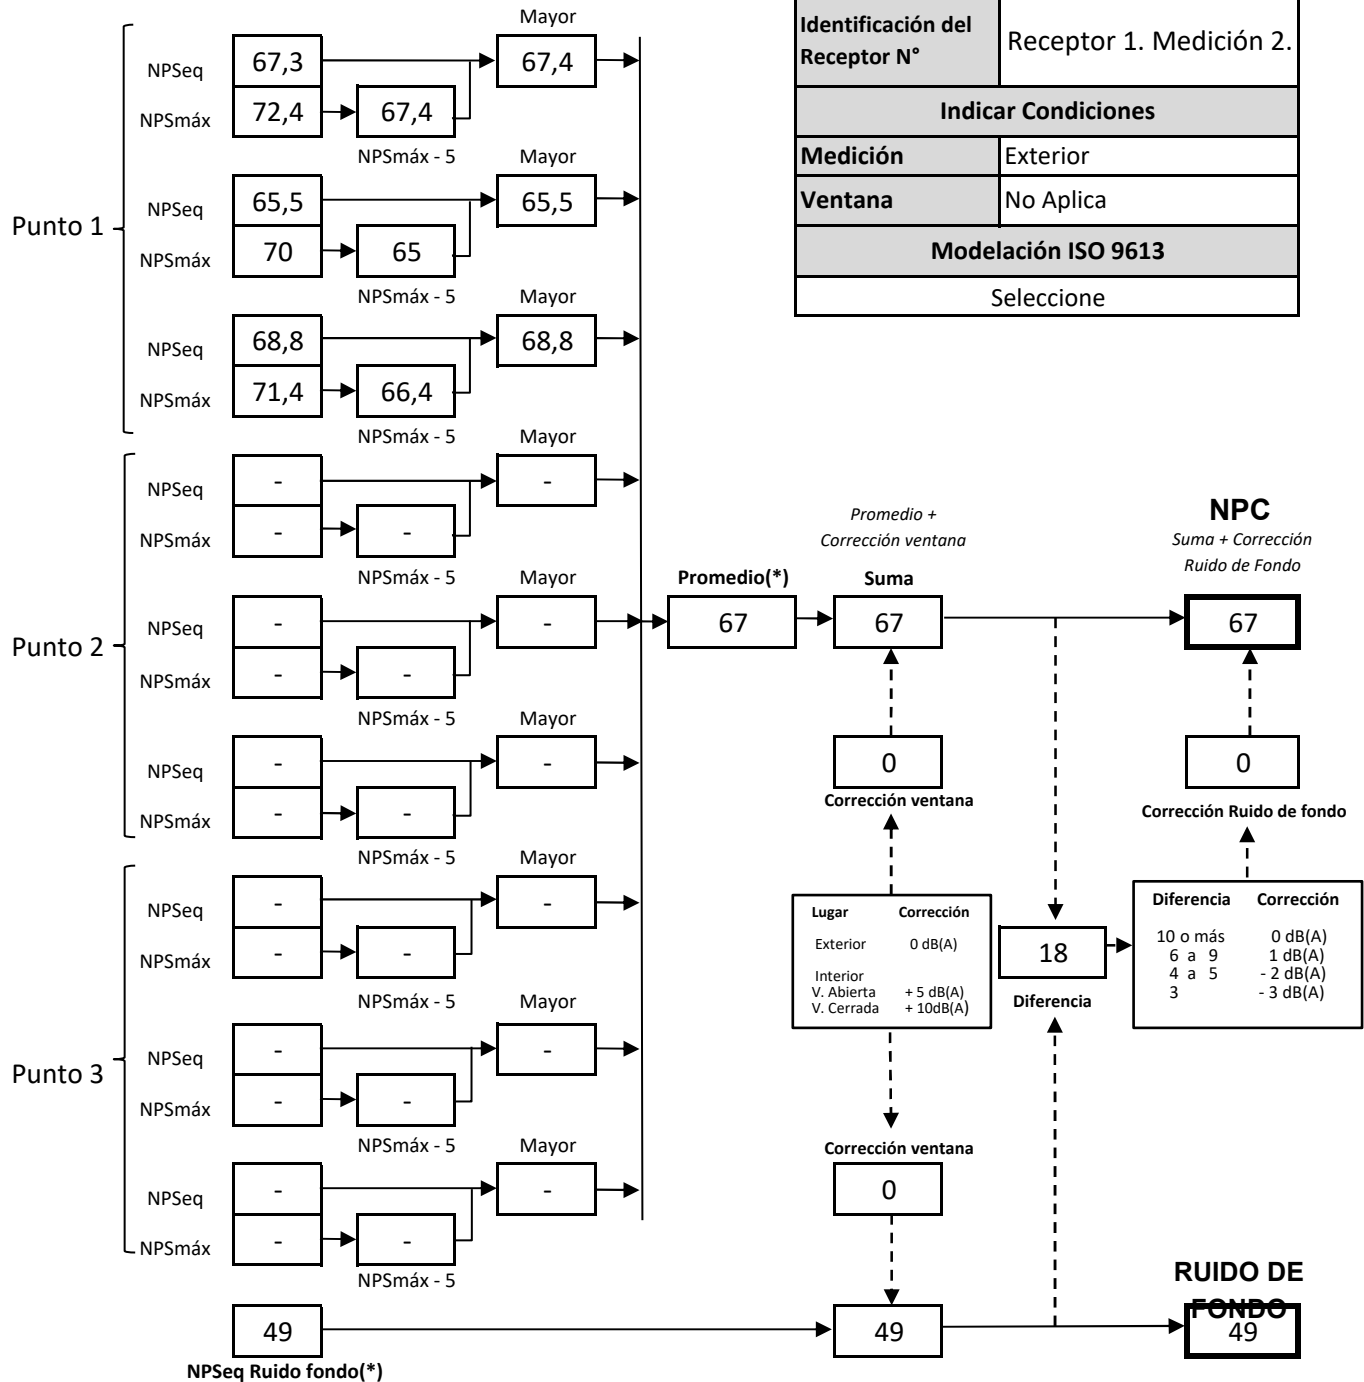 Identificación del Receptor N°
Receptor 1. Medición 2.
Indicar Condiciones
Medición
Exterior
Ventana
No Aplica
Modelación ISO 9613
Seleccione
Punto 1
Mayor
NPSeq
67,3
67,4
NPSmáx
72,4
67,4
NPSmáx - 5
Mayor
NPSeq
65,5
65,5
NPSmáx
70
65
NPSmáx - 5
Mayor
NPSeq
68,8
68,8
NPSmáx
71,4
66,4
NPSmáx - 5
Punto 2
Mayor
NPSeq
-
-
NPSmáx
-
-
NPSmáx - 5
Mayor
NPSeq
-
-
NPSmáx
-
-
NPSmáx - 5
Mayor
NPSeq
-
-
NPSmáx
-
-
NPSmáx - 5
Punto 3
Mayor
NPSeq
-
-
NPSmáx
-
-
NPSmáx - 5
Mayor
NPSeq
-
-
NPSmáx
-
-
NPSmáx - 5
Mayor
NPSeq
-
-
NPSmáx
-
-
NPSmáx - 5
Promedio(*)
67
Promedio +
Corrección ventana
Suma
67
0
Corrección ventana
NPC
Suma + Corrección
Ruido de Fondo
67
0
Corrección Ruido de fondo
Lugar Corrección
Exterior 0 dB(A)
Interior
V. Abierta + 5 dB(A)
V. Cerrada + 10dB(A)
18
Diferencia
Diferencia Corrección
10 o más 0 dB(A)
6 a 9 1 dB(A)
4 a 5 - 2 dB(A)
3 - 3 dB(A)
Corrección ventana
0
49
NPSeq Ruido fondo(*)
49
RUIDO DE
FONDO
49